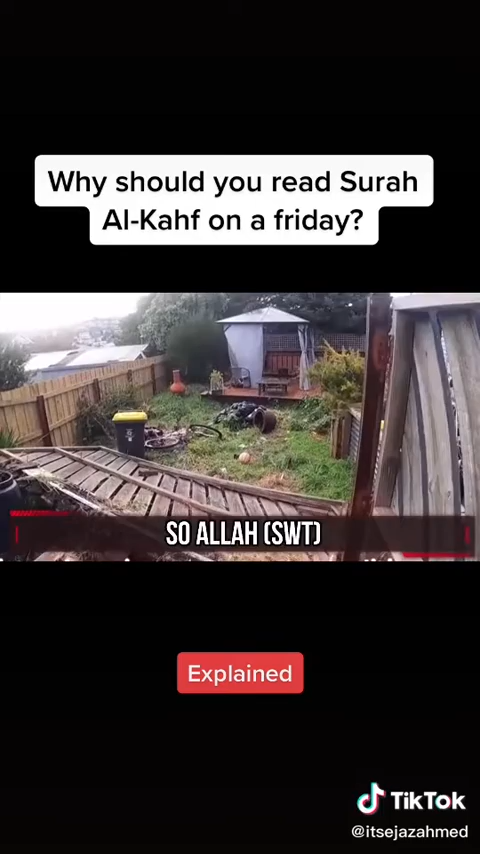 Why should you read Surah
Al-Kahf on a friday?
SO ALLAH (SWT)
Explained
TikTok
@itsejazahmed